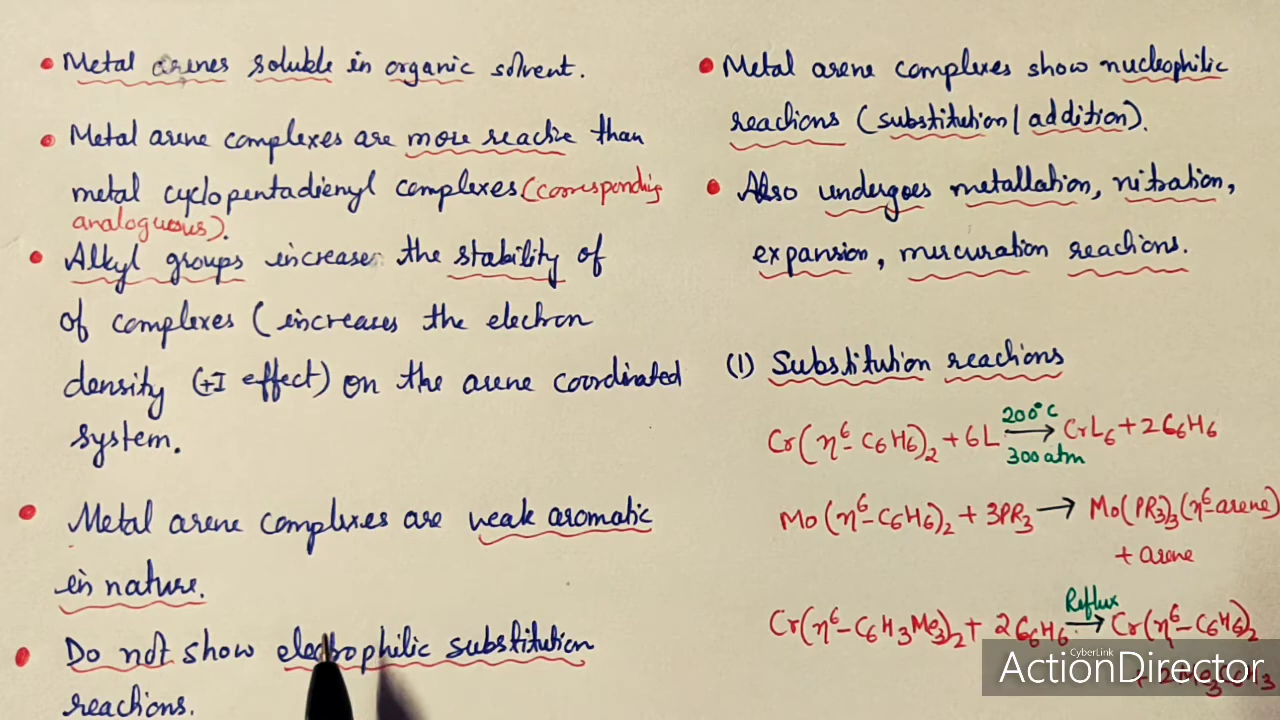 • Metal arenes soluble in organic solvent.
• Metal arene complexes are more reactive than
metal cyclopentadienyl complexes (corresponding
analoguous).
• Alkyl groups increases the stability of
of complexes (increases the electron
density (+I effect) on the arene coordinated
system.
• Metal arene complexes are weak aromatic
in nature.
• Do not show electrophilic substitution
reactions.
• Metal arene complexes show nucleophilic
reactions (substitution/addition).
• Also undergoes metallation, nitration,
expansion, murcuration reactions.
(1) Substitution reactions
Cr(η⁶-C6H6)₂ + 6L 200°C → 300 atm CrL₆ + 2C6H6
Mo(η⁶-C6H6)₂ + 3PR₃ → Mo(PR₃)₃(η⁶-arene)
+ arene
Cr(η⁶-C6H3Me₃)₂ + 2C6H6 Reflux → Cr(η⁶-C6H6)₂
CyberLink
ActionDirector